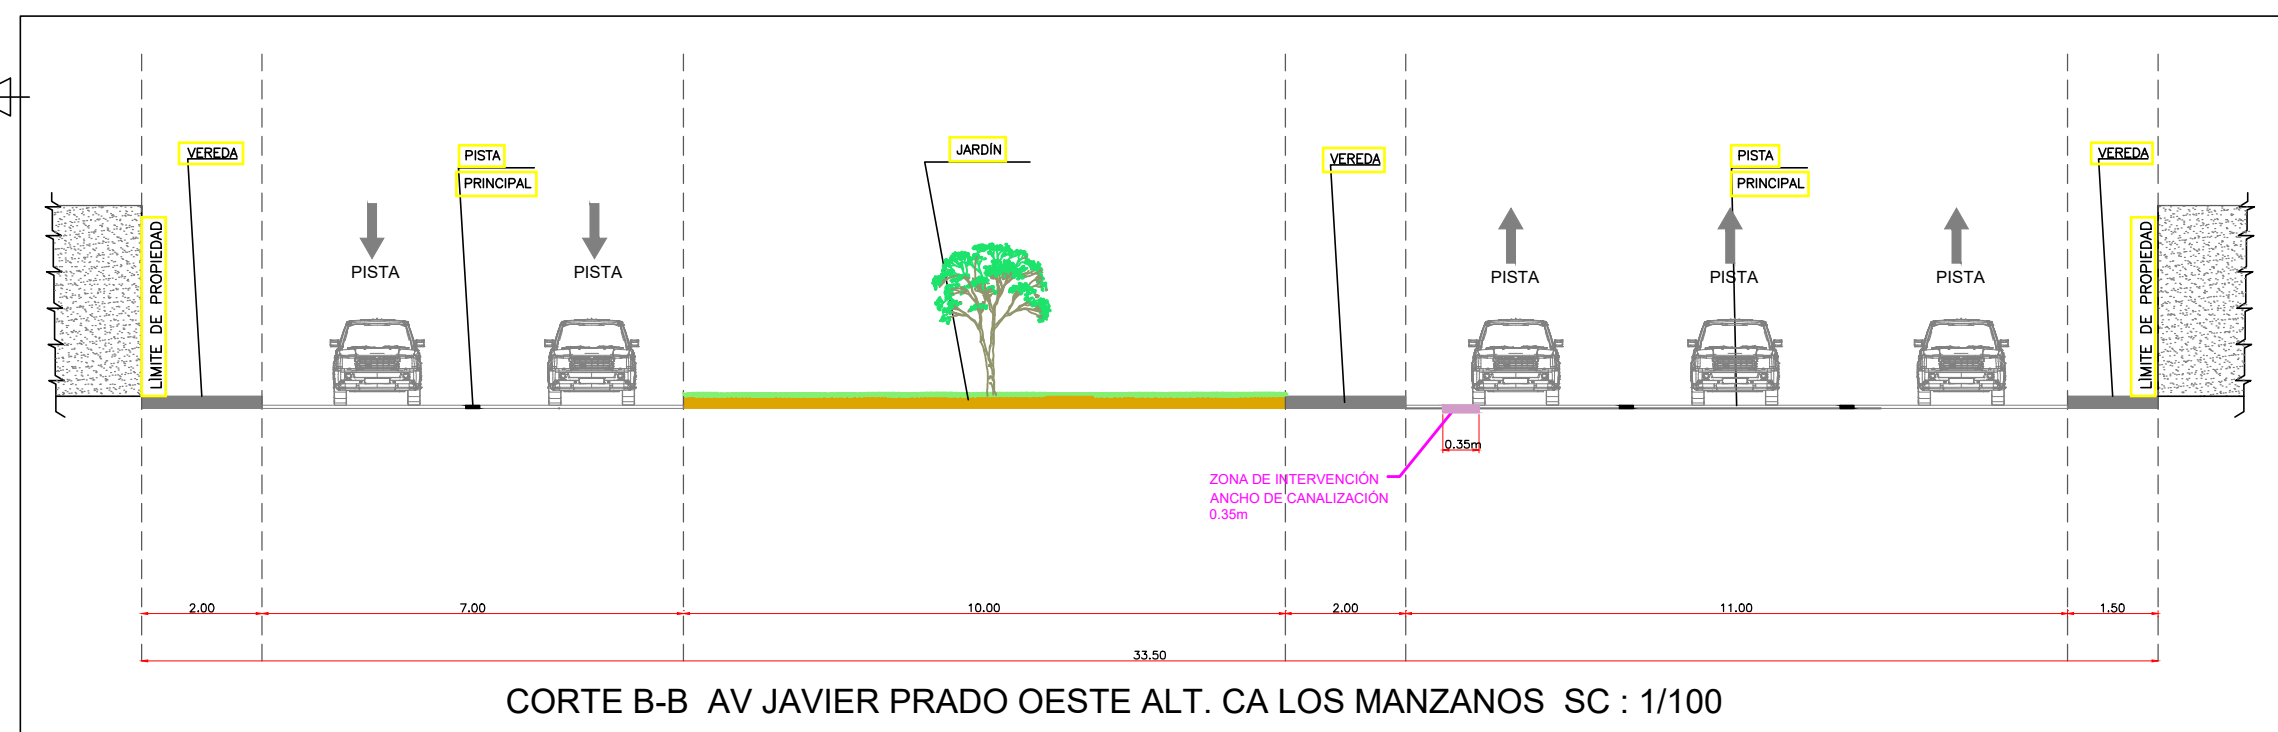 VEREDA
PISTA
PRINCIPAL
JARDÍN
VEREDA
PISTA
PRINCIPAL
VEREDA
LÌMITE DE PROPIEDAD
PISTA
PISTA
PISTA
PISTA
PISTA
LÌMITE DE PROPIEDAD
0.35m
ZONA DE INTERVENCIÓN
ANCHO DE CANALIZACIÓN
0.35m
2.00
7.00
10.00
2.00
11.00
1.50
33.50
CORTE B-B AV JAVIER PRADO OESTE ALT. CA LOS MANZANOS SC : 1/100